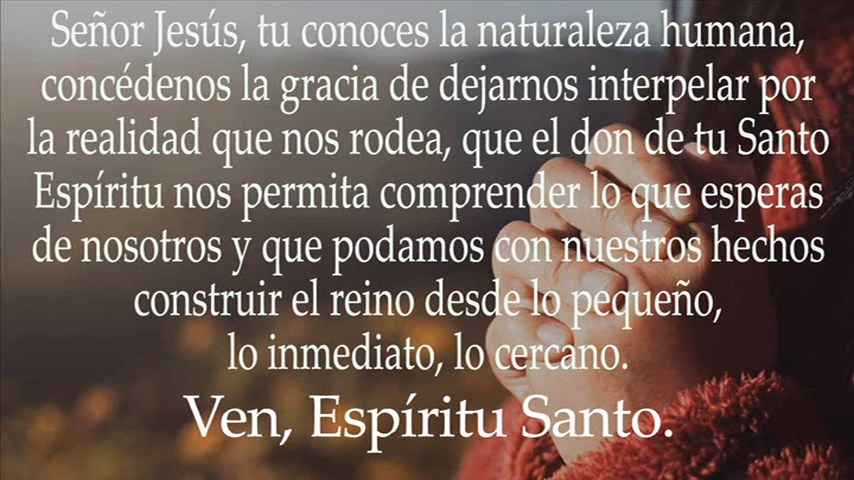 Señor Jesús, tu conoces la naturaleza humana,
concédenos la gracia de dejarnos interpelar por
la realidad que nos rodea, que el don de tu Santo
Espíritu nos permita comprender lo que esperas
de nosotros y que podamos con nuestros hechos
construir el reino desde lo pequeño,
lo inmediato, lo cercano.
Ven, Espíritu Santo.